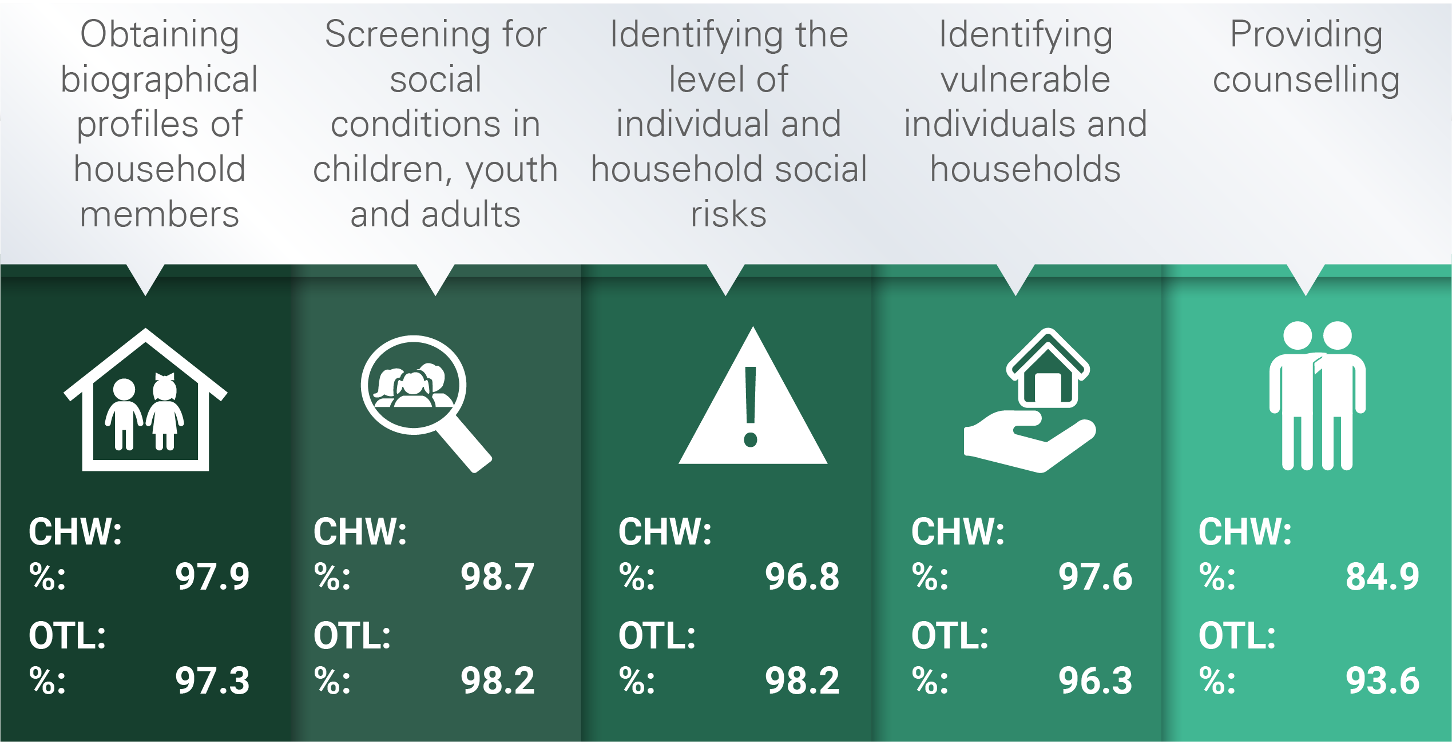 Obtaining
biographical
profiles of
household
members
Screening for
social
conditions in
children, youth
and adults
Identifying the
level of
individual and
household social
risks
Identifying
vulnerable
individuals and
households
Providing
counselling
!
CHW:
%: 97.9
OTL:
%: 97.3
CHW:
%: 98.7
OTL:
%: 98.2
CHW:
%: 96.8
OTL:
%: 98.2
CHW:
%: 97.6
OTL:
%: 96.3
CHW:
%: 84.9
OTL:
%: 93.6